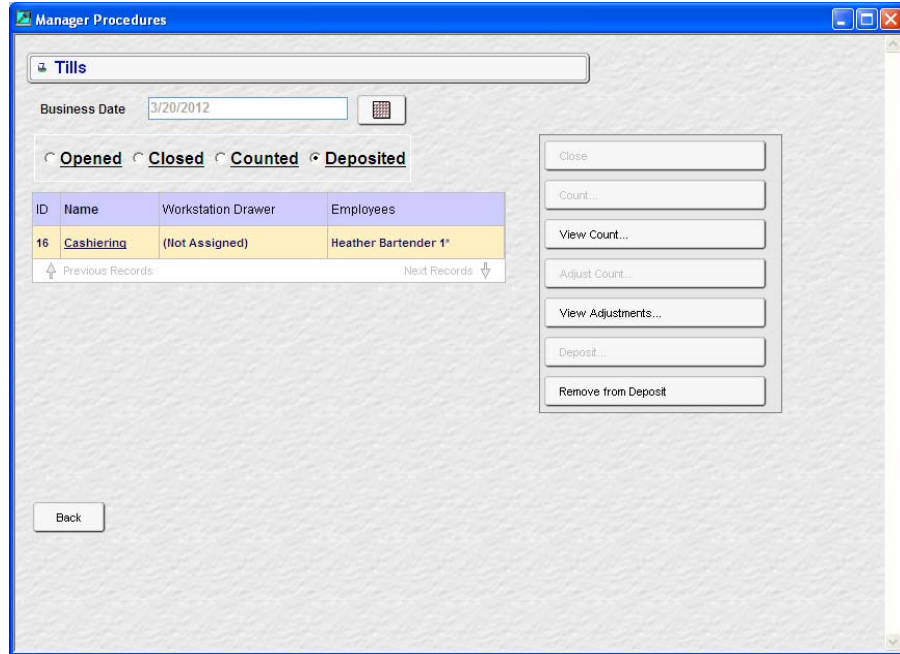 Manager Procedures
Tills
Business Date 3/20/2012
Opened Closed Counted Deposited
ID Name Workstation Drawer Employees
16 Cashiering (Not Assigned) Heather Bartender 1*
Previous Records Next Records
Close
Count...
View Count...
Adjust Count...
View Adjustments...
Deposit...
Remove from Deposit
Back